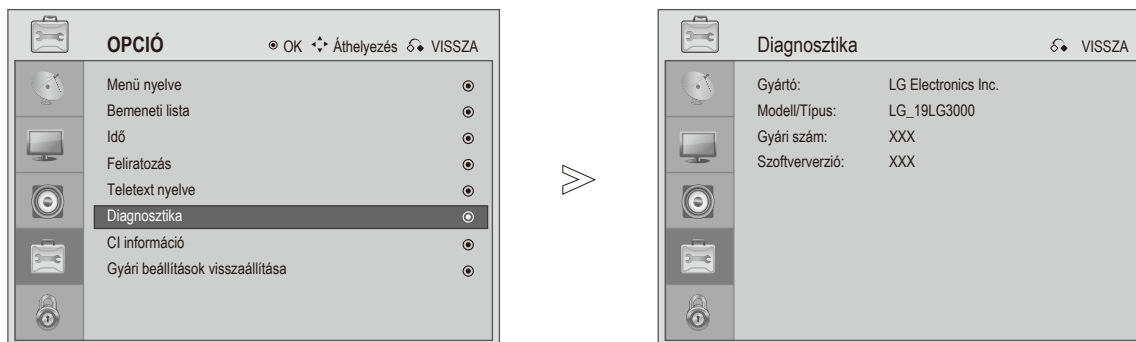 OPCIÓ OK Áthelyezés VISSZA
Menü nyelve
Bemeneti lista
Idő
Feliratozás
Teletext nyelve
Diagnosztika
CI információ
Gyári beállítások visszaállítása
Diagnosztika VISSZA
Gyártó: LG Electronics Inc.
Modell/Típus: LG_19LG3000
Gyári szám: XXX
Szoftververzió: XXX